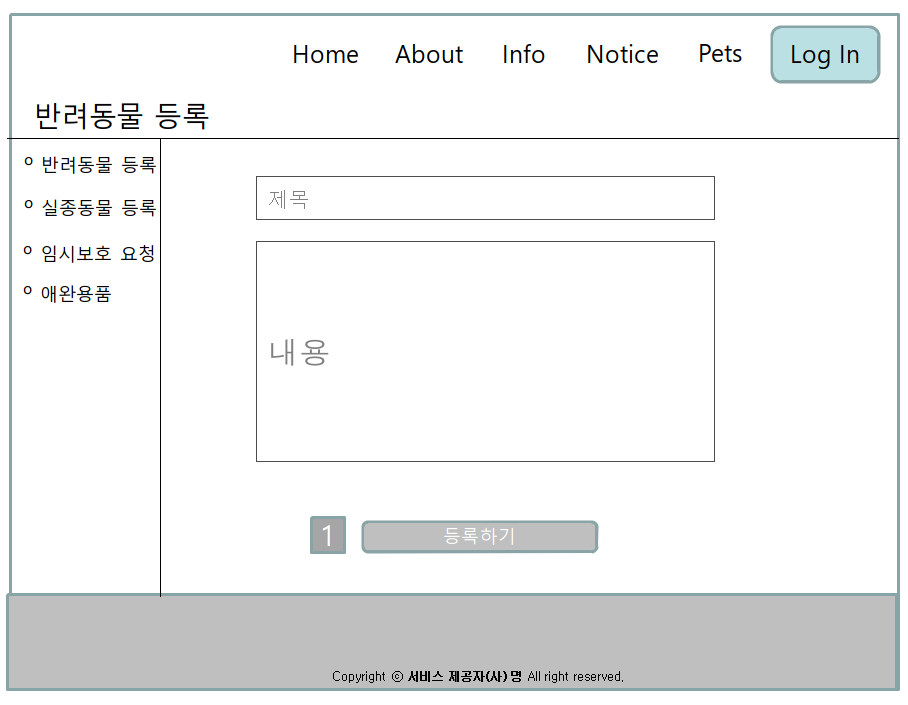 Home About Info Notice Pets Log In
반려동물 등록
o 반려동물 등록
o 실종동물 등록
o 임시보호 요청
o 애완용품
제목
내용
1 등록하기
Copyright ⓒ 서비스 제공자(사) 명 All right reserved.